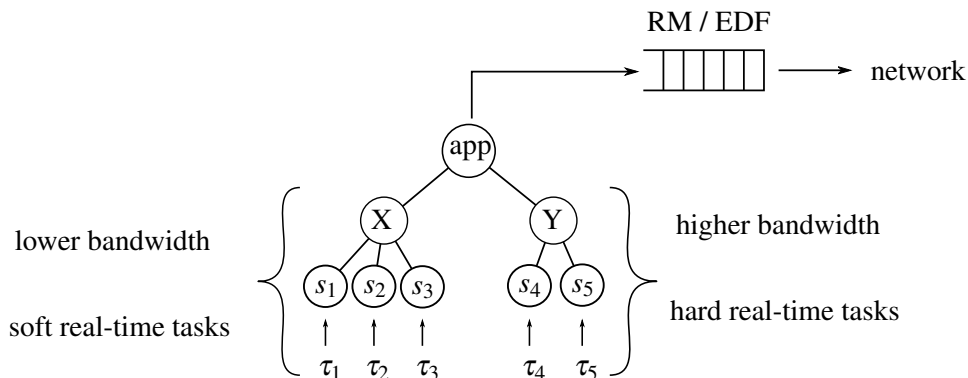 RM / EDF
network
app
X
Y
lower bandwidth
higher bandwidth
s₁ s₂ s₃ s₄ s₅
soft real-time tasks
hard real-time tasks
τ₁ τ₂ τ₃ τ₄ τ₅